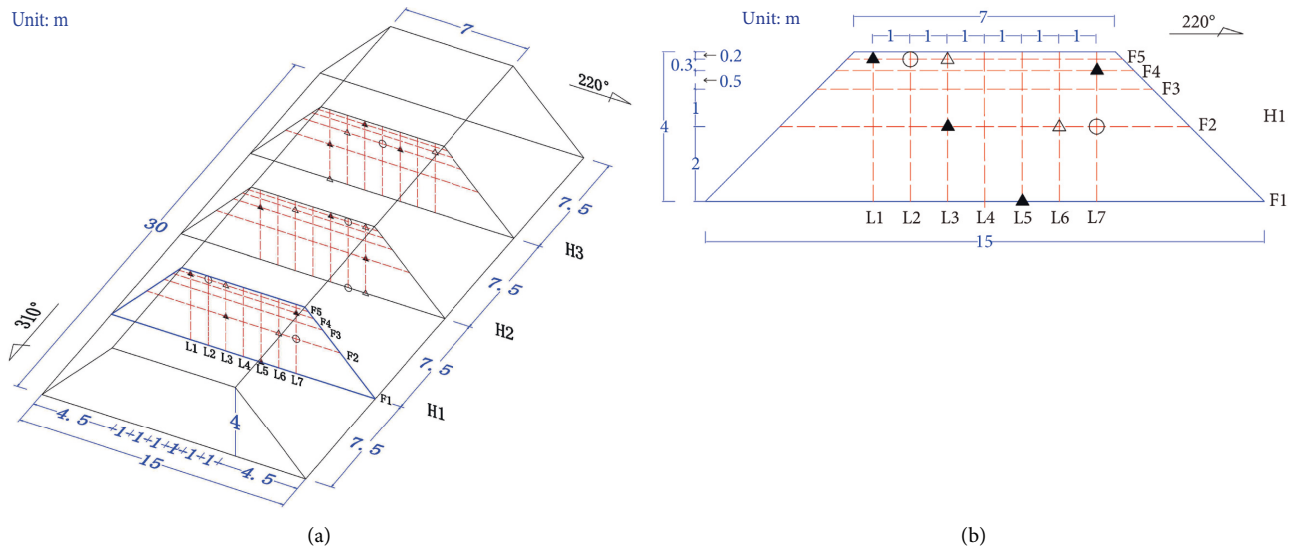 Unit: m
7
220°
30
310°
7.5
H3
7.5
H2
7.5
H1
7.5
F5
F4
F3
F2
F1
L1 L2 L3 L4 L5 L6 L7
4
4.5
1 1 1 1 1 1
4.5
15
(a)
Unit: m
7
220°
1 1 1 1 1 1
0.2
0.3
0.5
1
4
2
F5
F4
F3
F2
H1
F1
L1 L2 L3 L4 L5 L6 L7
15
(b)